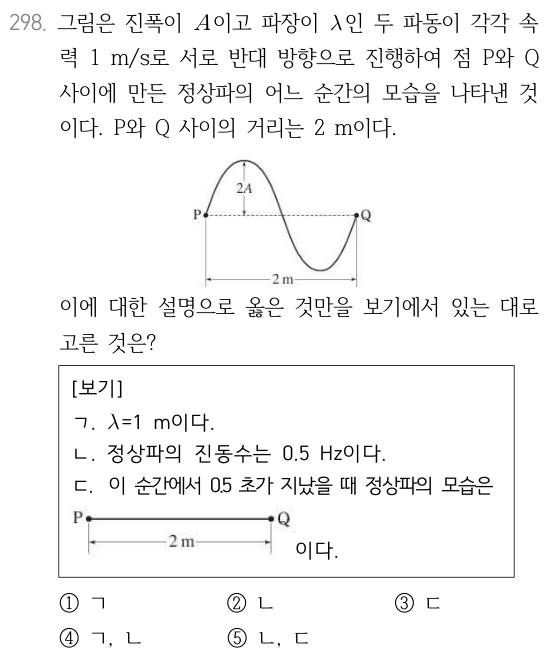 298. 그림은 진폭이 A이고 파장이 λ인 두 파동이 각각 속
력 1 m/s로 서로 반대 방향으로 진행하여 점 P와 Q
사이에 만든 정상파의 어느 순간의 모습을 나타낸 것
이다. P와 Q 사이의 거리는 2 m이다.
2A
P
Q
2 m
이에 대한 설명으로 옳은 것만을 보기에서 있는 대로
고른 것은?
[보기]
ㄱ. λ=1 m이다.
ㄴ. 정상파의 진동수는 0.5 Hz이다.
ㄷ. 이 순간에서 0.5 초가 지났을 때 정상파의 모습은
P
Q
2 m
이다.
① ㄱ ② ㄴ ③ ㄷ
④ ㄱ, ㄴ ⑤ ㄴ, ㄷ